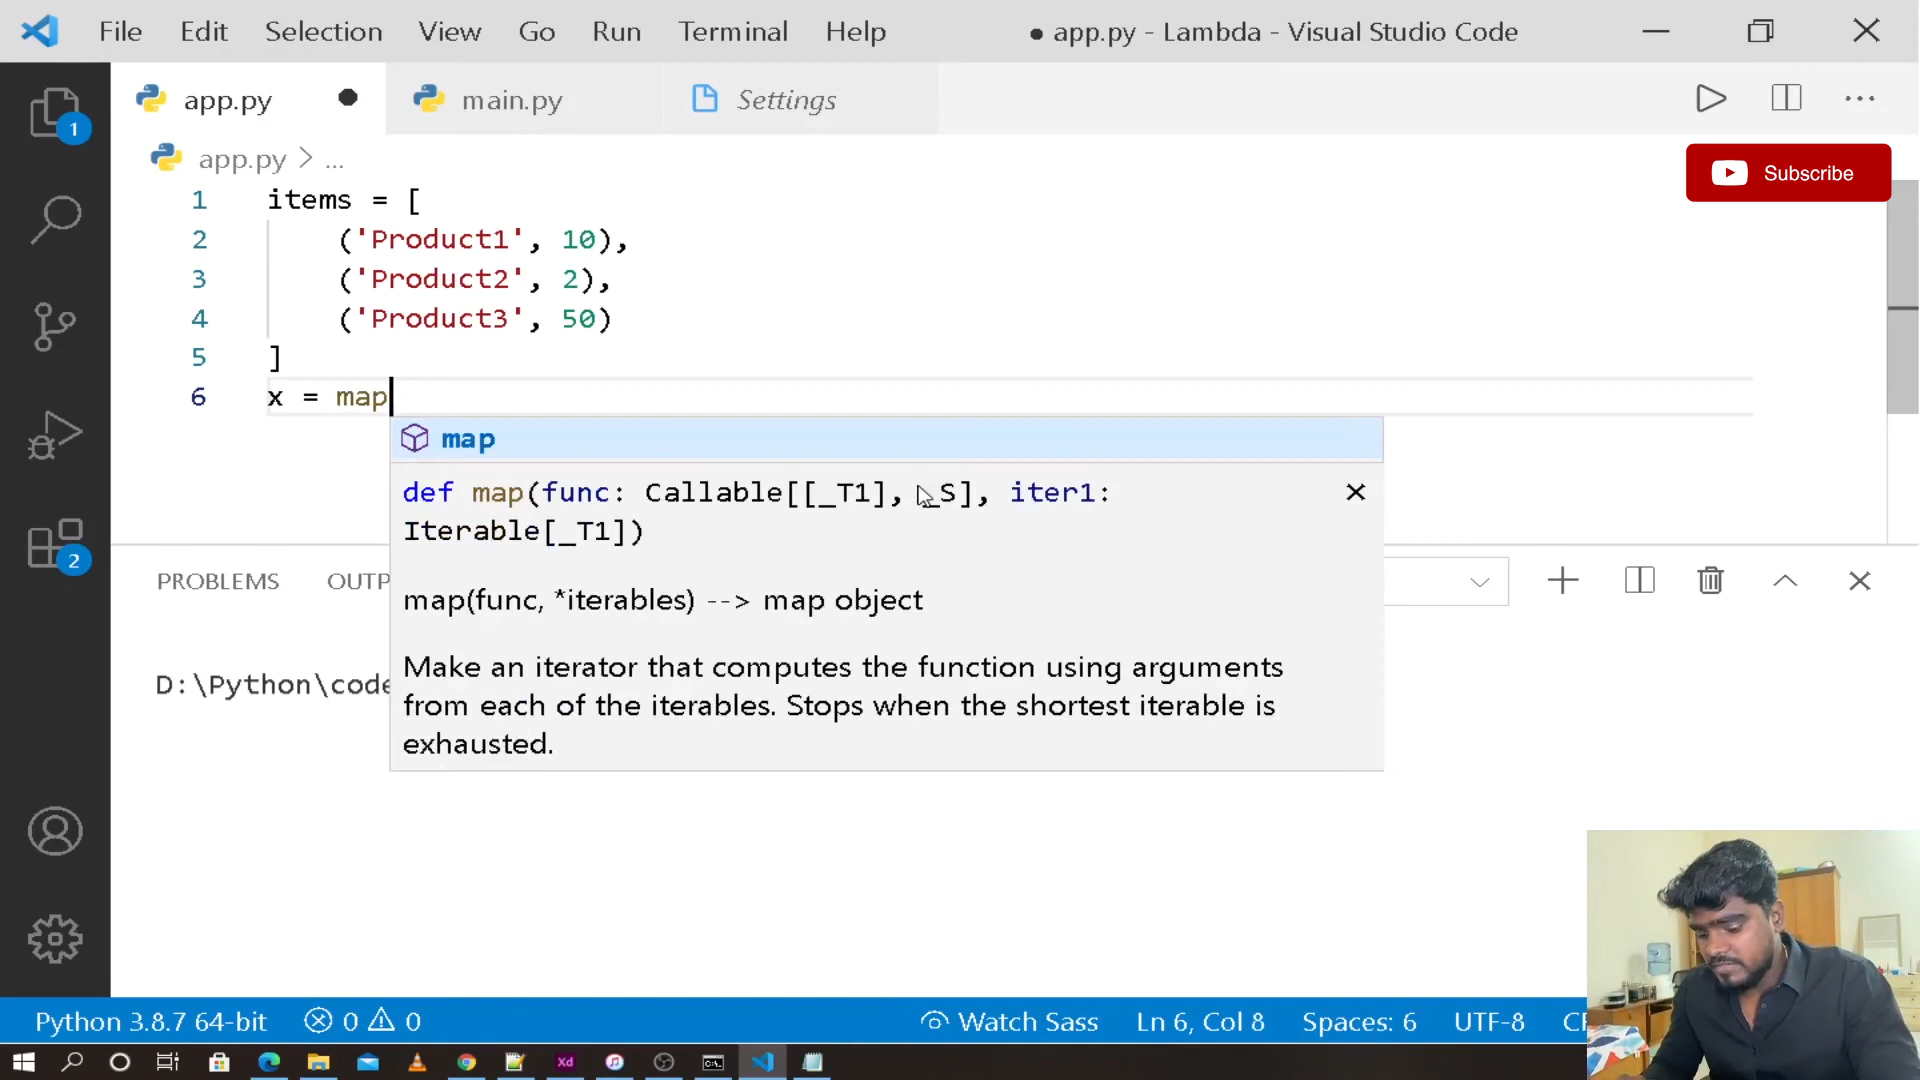 File Edit Selection View Go Run Terminal Help ● app.py - Lambda - Visual Studio Code
app.py main.py Settings
app.py > ...
Subscribe
1 items = [
2 ('Product1', 10),
3 ('Product2', 2),
4 ('Product3', 50)
5 ]
6 x = map
map
def map(func: Callable[[_T1], _S], iter1:
Iterable[_T1])
map(func, *iterables) --> map object
Make an iterator that computes the function using arguments
from each of the iterables. Stops when the shortest iterable is
exhausted.
1
2
PROBLEMS OUTP
D:\Python\code
Python 3.8.7 64-bit 0 0 Watch Sass Ln 6, Col 8 Spaces: 6 UTF-8
Xd